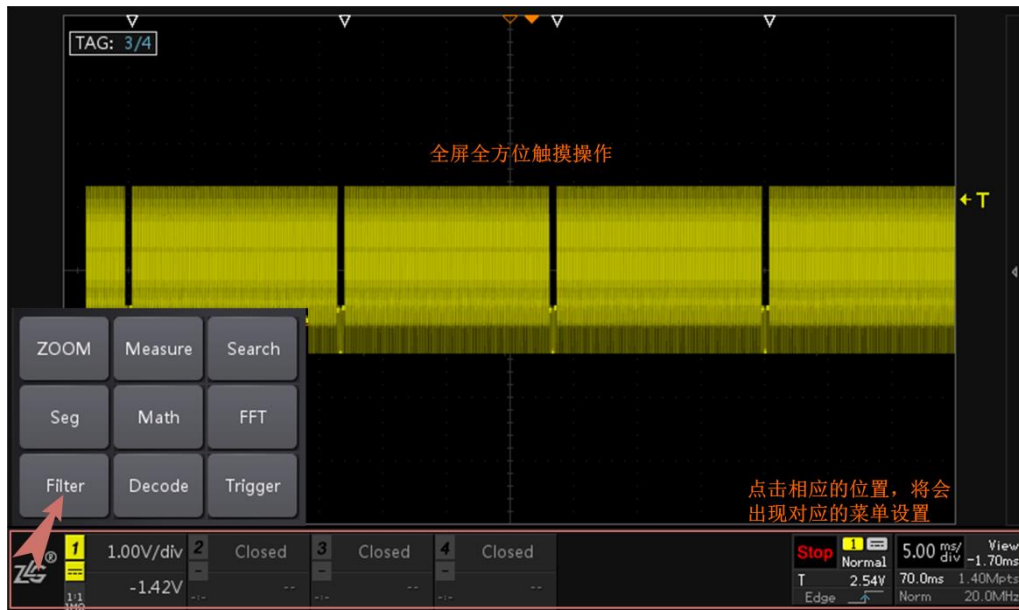 TAG: 3/4
全屏全方位触摸操作
T
ZOOM Measure Search
Seg Math FFT
Filter Decode Trigger
点击相应的位置，将会
出现对应的菜单设置
ZLG®
1 1.00V/div 2 Closed 3 Closed 4 Closed
-1.42V -- -- --
1:1 -:- -:- -:-
1MΩ
Stop 1 Normal 5.00 ms/div View -1.70ms
T 2.54V 70.0ms 1.40Mpts
Edge Norm 20.0MHz